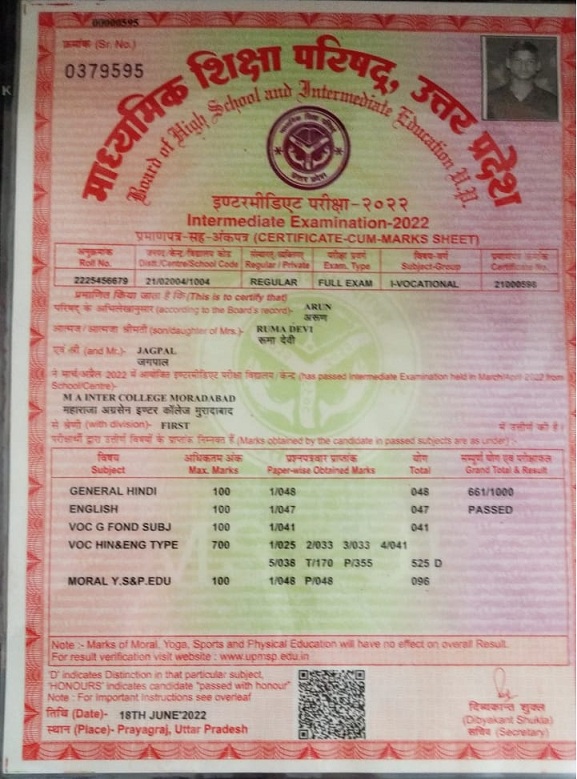 00000595
क्रमांक (Sr. No.)
0379595
माध्यमिक शिक्षा परिषद्, उत्तर प्रदेश
Board of High School and Intermediate Education U.P.
इण्टरमीडिएट परीक्षा-२०२२
Intermediate Examination-2022
प्रमाणपत्र-सह-अंकपत्र (CERTIFICATE-CUM-MARKS SHEET)
अनुक्रमांक जनपद/केन्द्र/विद्यालय कोड संस्थागत/व्यक्तिगत परीक्षा प्रकार विषय-वर्ग प्रमाणपत्र क्रमांक
Roll No. Distt./Centre/School Code Regular / Private Exam. Type Subject-Group Certificate No.
2225456679 21/02004/1004 REGULAR FULL EXAM I-VOCATIONAL 21000596
प्रमाणित किया जाता है कि (This is to certify that)
परिषद के अभिलेखानुसार (according to the Board's record)- ARUN
अरूण
आत्मज / आत्मजा श्रीमती (son/daughter of Mrs.)- RUMA DEVI
रूमा देवी
एवं श्री (and Mr.)- JAGPAL
जगपाल
ने मार्च/अप्रैल 2022 में आयोजित इण्टरमीडिएट परीक्षा विद्यालय / केन्द्र (has passed Intermediate Examination held in March/April 2022 from
School/Centre)-
M A INTER COLLEGE MORADABAD
महाराजा अग्रसेन इण्टर कॉलेज मुरादाबाद
से श्रेणी (with division)- FIRST में उत्तीर्ण की है।
परीक्षार्थी द्वारा उत्तीर्ण विषयों के प्राप्तांक निम्नवत हैं (Marks obtained by the candidate in passed subjects are as under) :-
विषय अधिकतम अंक प्रश्नपत्रवार प्राप्तांक योग सम्पूर्ण योग एवं परीक्षाफल
Subject Max. Marks Paper-wise Obtained Marks Total Grand Total & Result
GENERAL HINDI 100 1/048 048 661/1000
ENGLISH 100 1/047 047 PASSED
VOC G FOND SUBJ 100 1/041 041
VOC HIN&ENG TYPE 700 1/025 2/033 3/033 4/041
5/038 T/170 P/355 525 D
MORAL Y.S&P.EDU 100 1/048 P/048 096
Note :- Marks of Moral, Yoga, Sports and Physical Education will have no effect on overall Result.
For result verification visit website : www.upmsp.edu.in
'D' indicates Distinction in that particular subject.
'HONOURS' indicates candidate "passed with honour"
Note : For Important Instructions see overleaf
तिथि (Date)- 18TH JUNE'2022
स्थान (Place)- Prayagraj, Uttar Pradesh
दिब्यकान्त शुक्ल
(Dibyakant Shukla)
सचिव (Secretary)